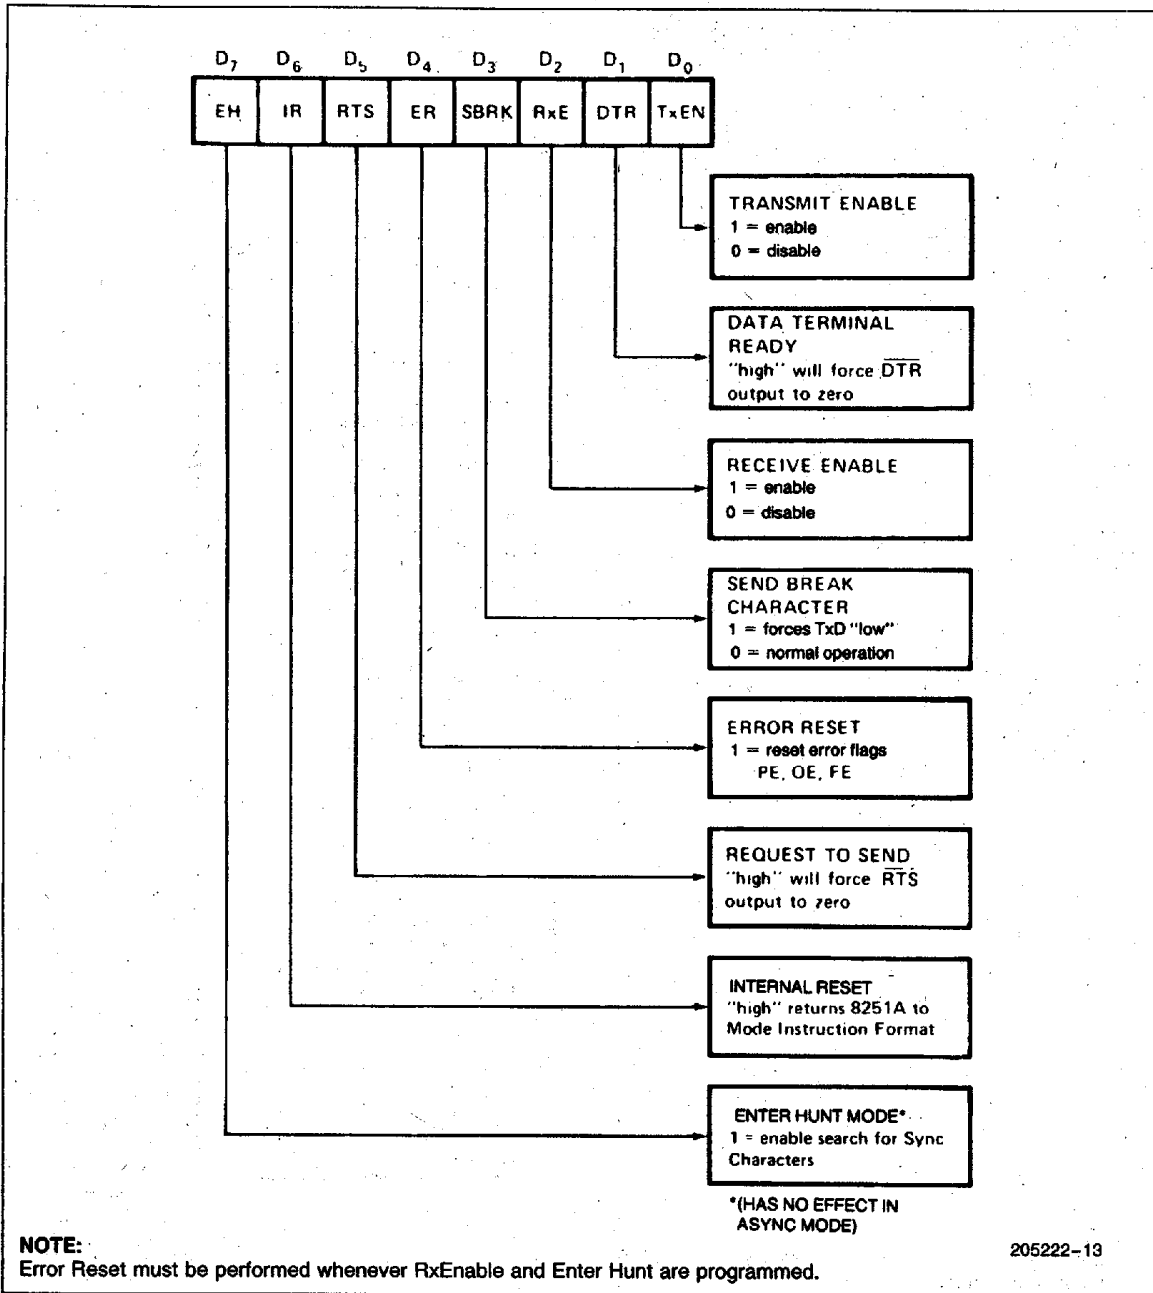 D7 D6 D5 D4 D3 D2 D1 D0
EH IR RTS ER SBRK RxE DTR TxEN
TRANSMIT ENABLE
1 = enable
0 = disable
DATA TERMINAL
READY
"high" will force D̅T̅R̅
output to zero
RECEIVE ENABLE
1 = enable
0 = disable
SEND BREAK
CHARACTER
1 = forces TxD "low"
0 = normal operation
ERROR RESET
1 = reset error flags
PE, OE, FE
REQUEST TO SEND
"high" will force R̅T̅S̅
output to zero
INTERNAL RESET
"high" returns 8251A to
Mode Instruction Format
ENTER HUNT MODE*
1 = enable search for Sync
Characters
*(HAS NO EFFECT IN
ASYNC MODE)
NOTE:
205222-13
Error Reset must be performed whenever RxEnable and Enter Hunt are programmed.